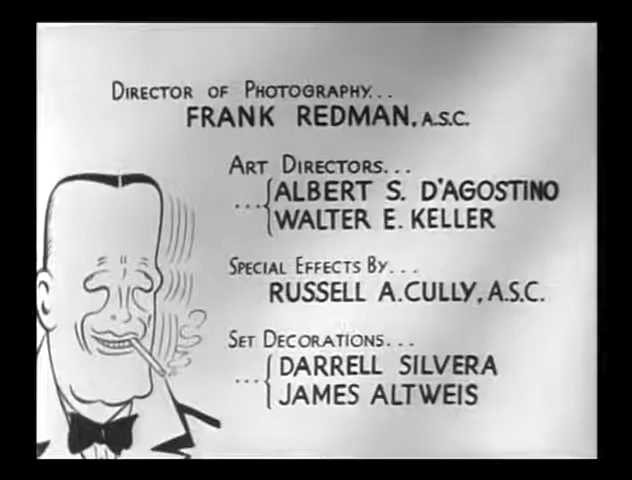 DIRECTOR OF PHOTOGRAPHY...
FRANK REDMAN, A.S.C.
ART DIRECTORS...
...{ALBERT S. D'AGOSTINO
WALTER E. KELLER
SPECIAL EFFECTS BY...
RUSSELL A. CULLY, A.S.C.
SET DECORATIONS...
...{DARRELL SILVERA
JAMES ALTWEIS